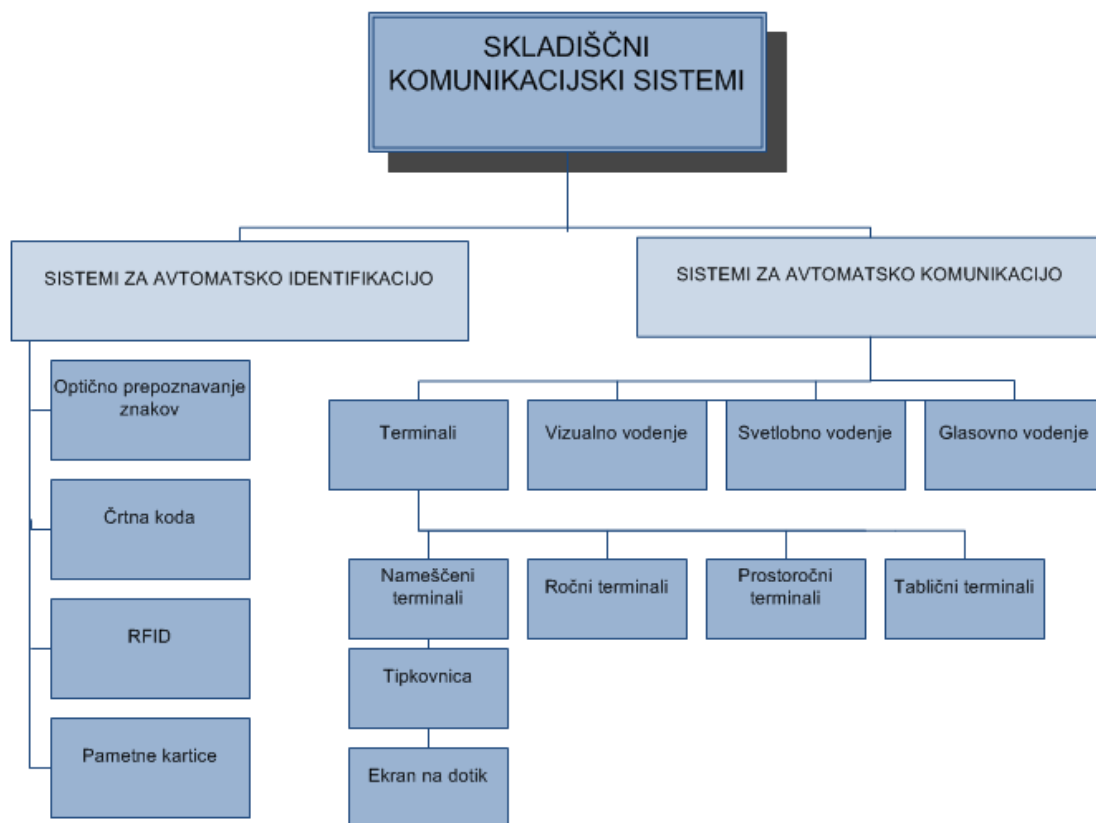 SKLADIŠČNI
KOMUNIKACIJSKI SISTEMI
SISTEMI ZA AVTOMATSKO IDENTIFIKACIJO
SISTEMI ZA AVTOMATSKO KOMUNIKACIJO
Optično prepoznavanje
znakov
Črtna koda
RFID
Pametne kartice
Terminali
Vizualno vodenje
Svetlobno vodenje
Glasovno vodenje
Nameščeni
terminali
Ročni terminali
Prostoročni
terminali
Tablični terminali
Tipkovnica
Ekran na dotik